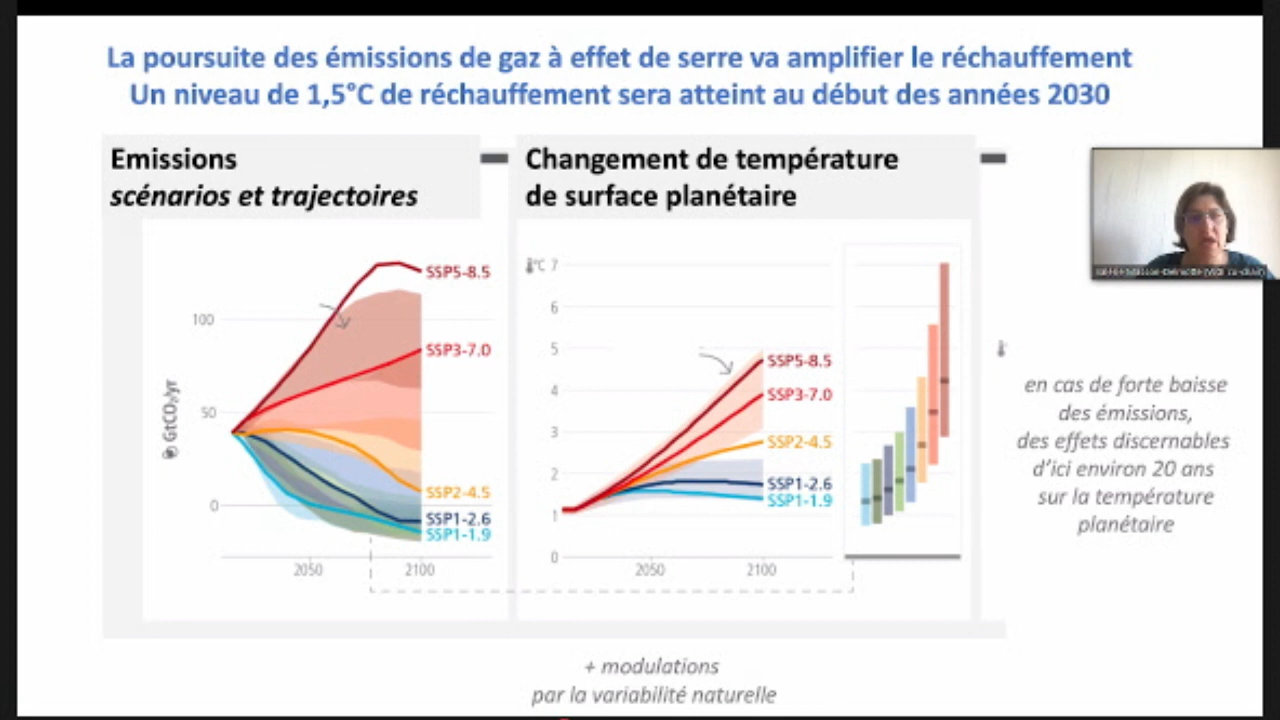 La poursuite des émissions de gaz à effet de serre va amplifier le réchauffement
Un niveau de 1,5°C de réchauffement sera atteint au début des années 2030
Emissions
scénarios et trajectoires
Changement de température
de surface planétaire
GtCO₂/yr
100
50
0
2050
2100
SSP5-8.5
SSP3-7.0
SSP2-4.5
SSP1-2.6
SSP1-1.9
°C 7
6
5
4
3
2
1
0
2050
2100
SSP5-8.5
SSP3-7.0
SSP2-4.5
SSP1-2.6
SSP1-1.9
en cas de forte baisse
des émissions,
des effets discernables
d'ici environ 20 ans
sur la température
planétaire
+ modulations
par la variabilité naturelle